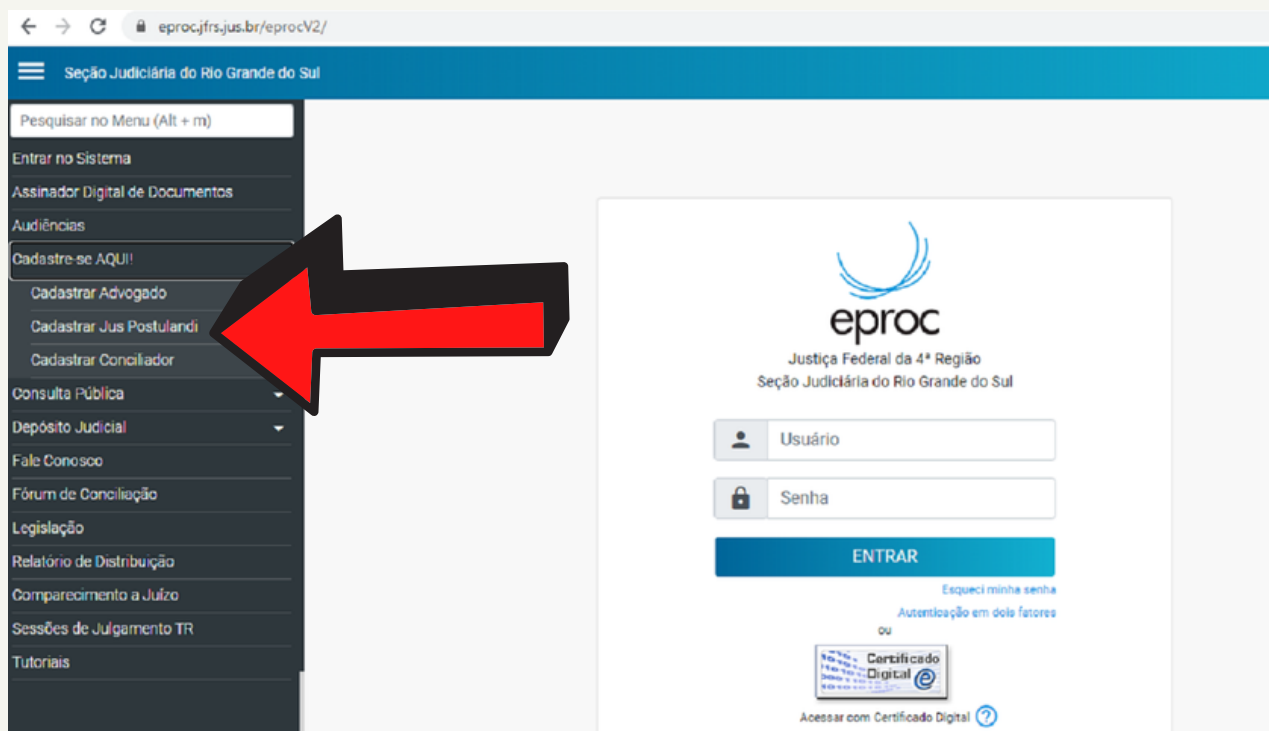 eproc.jfrs.jus.br/eprocV2/
Seção Judiciária do Rio Grande do Sul
Pesquisar no Menu (Alt + m)
Entrar no Sistema
Assinador Digital de Documentos
Audiências
Cadastre-se AQUI!
Cadastrar Advogado
Cadastrar Jus Postulandi
Cadastrar Conciliador
Consulta Pública
Depósito Judicial
Fale Conosco
Fórum de Conciliação
Legislação
Relatório de Distribuição
Comparecimento a Juízo
Sessões de Julgamento TR
Tutoriais
eproc
Justiça Federal da 4ª Região
Seção Judiciária do Rio Grande do Sul
Usuário
Senha
ENTRAR
Esqueci minha senha
Autenticação em dois fatores
ou
Certificado
Digital
Acessar com Certificado Digital ?